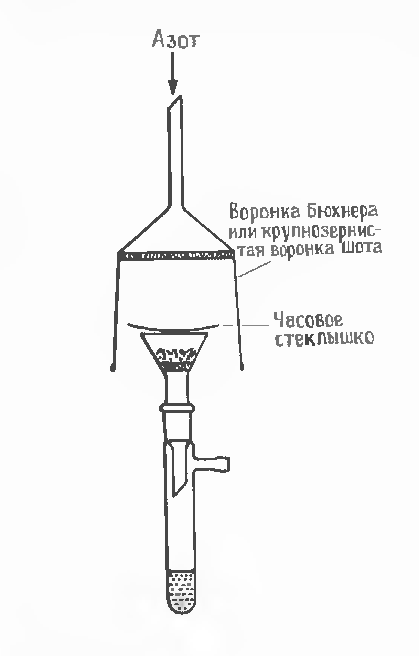 Азот
Воронка Бюхнера
или крупнозернис-
тая воронка Шота
Часовое
стеклышко